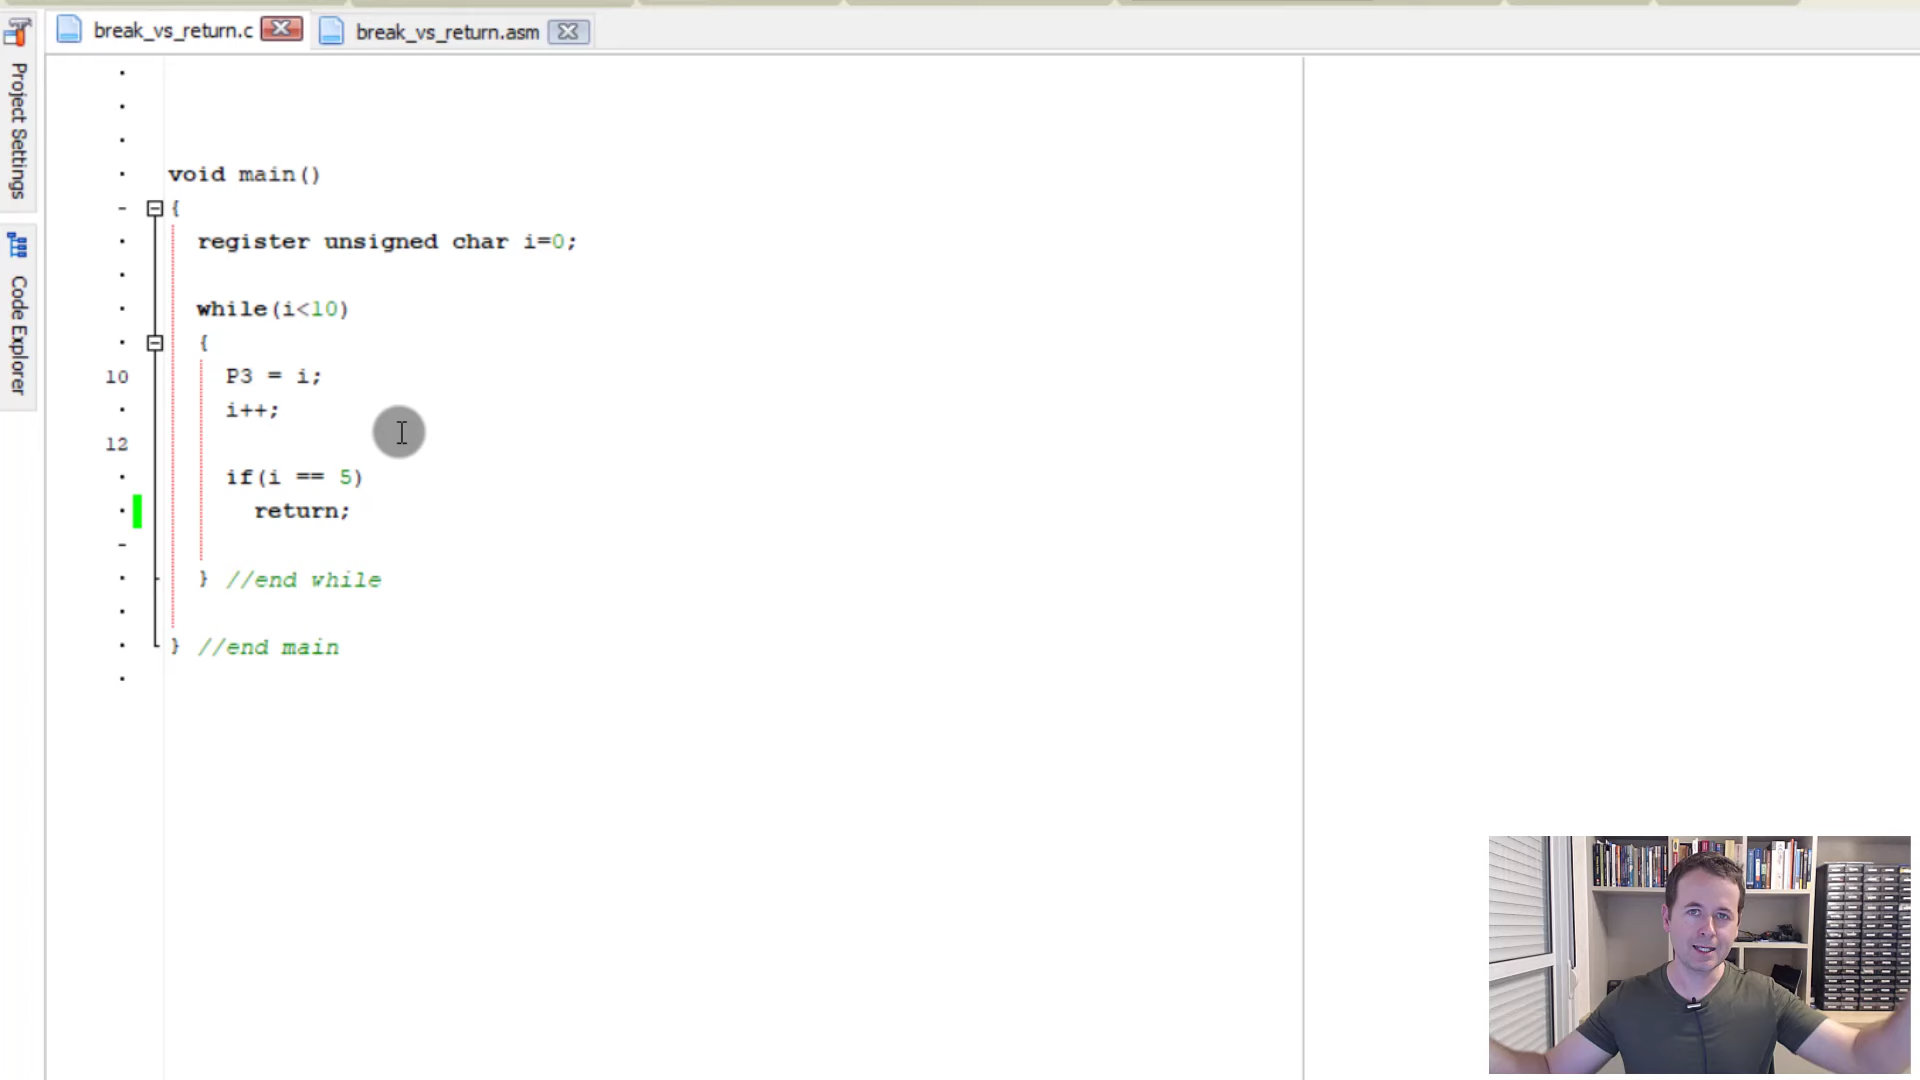 break_vs_return.c
break_vs_return.asm
Project Settings
Code Explorer
void main()
{
register unsigned char i=0;
while(i<10)
{
10 P3 = i;
i++;
12
if(i == 5)
return;
} //end while
} //end main